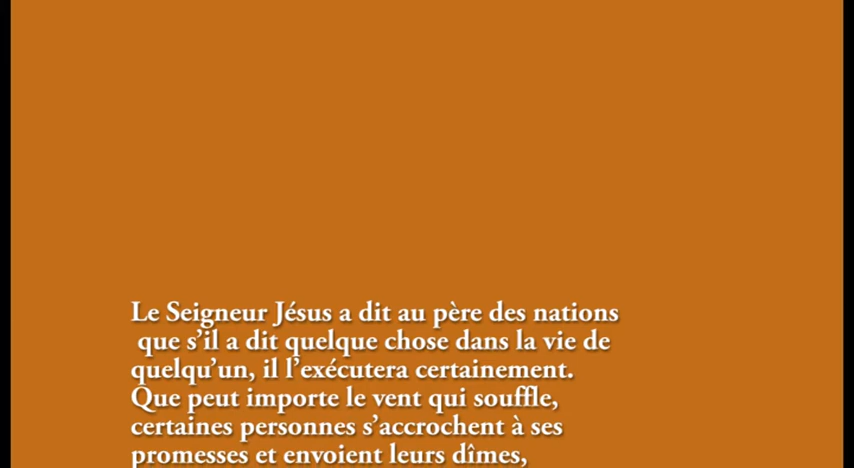 Le Seigneur Jésus a dit au père des nations
que s’il a dit quelque chose dans la vie de
quelqu’un, il l’exécutera certainement.
Que peut importe le vent qui souffle,
certaines personnes s’accrochent à ses
promesses et envoient leurs dîmes,